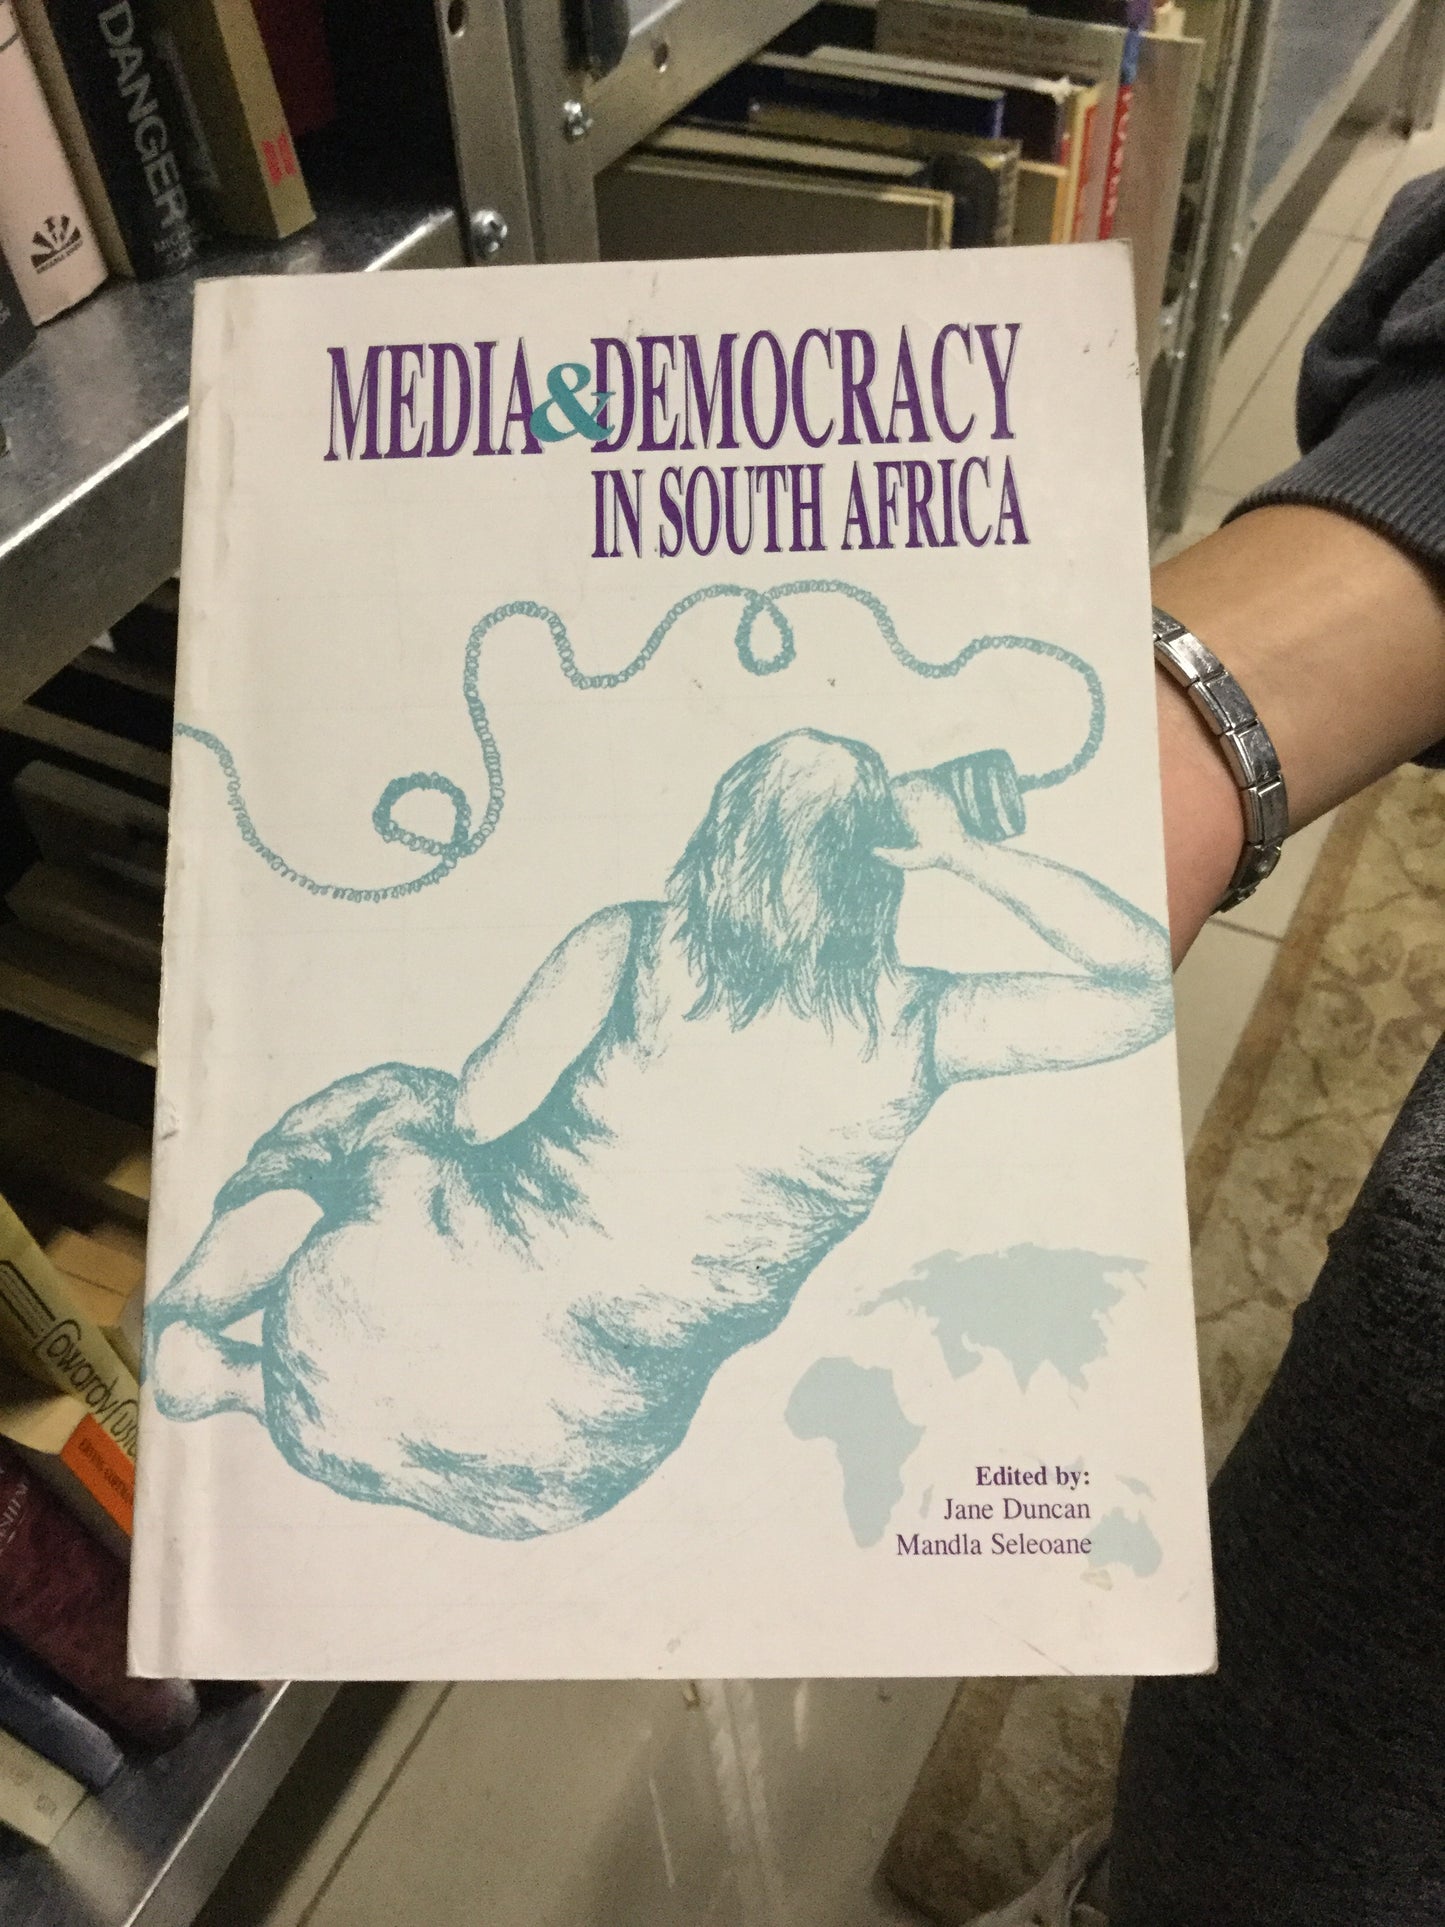 MEDIA & DEMOCRACY
IN SOUTH AFRICA
Edited by:
Jane Duncan
Mandla Seleoane
DANGER